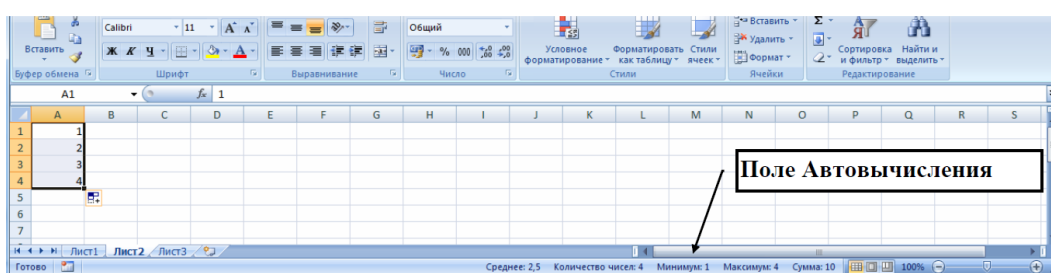 Вставить
Буфер обмена
Calibri 11 A A
Ж К Ч A
Шрифт
Выравнивание
Общий
% 000 ,00 ,00
Число
Условное форматирование
Форматировать как таблицу
Стили ячеек
Стили
Вставить
Удалить
Формат
Ячейки
Σ
Сортировка и фильтр
Найти и выделить
Редактирование
A1 fx 1
A B C D E F G H I J K L M N O P Q R S
1 1
2 2
3 3
4 4
5
6
7
Поле Автовычисления
Лист1 Лист2 Лист3
Готово Среднее: 2,5 Количество чисел: 4 Минимум: 1 Максимум: 4 Сумма: 10 100%